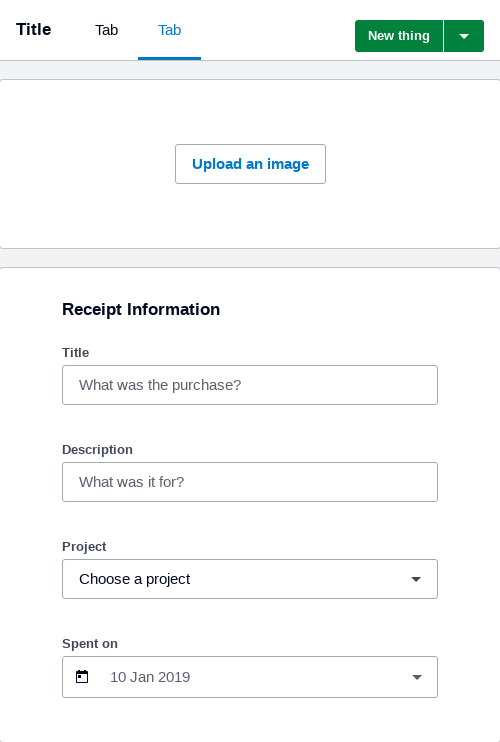 Title
Tab
Tab
New thing
Upload an image
Receipt Information
Title
What was the purchase?
Description
What was it for?
Project
Choose a project
Spent on
10 Jan 2019